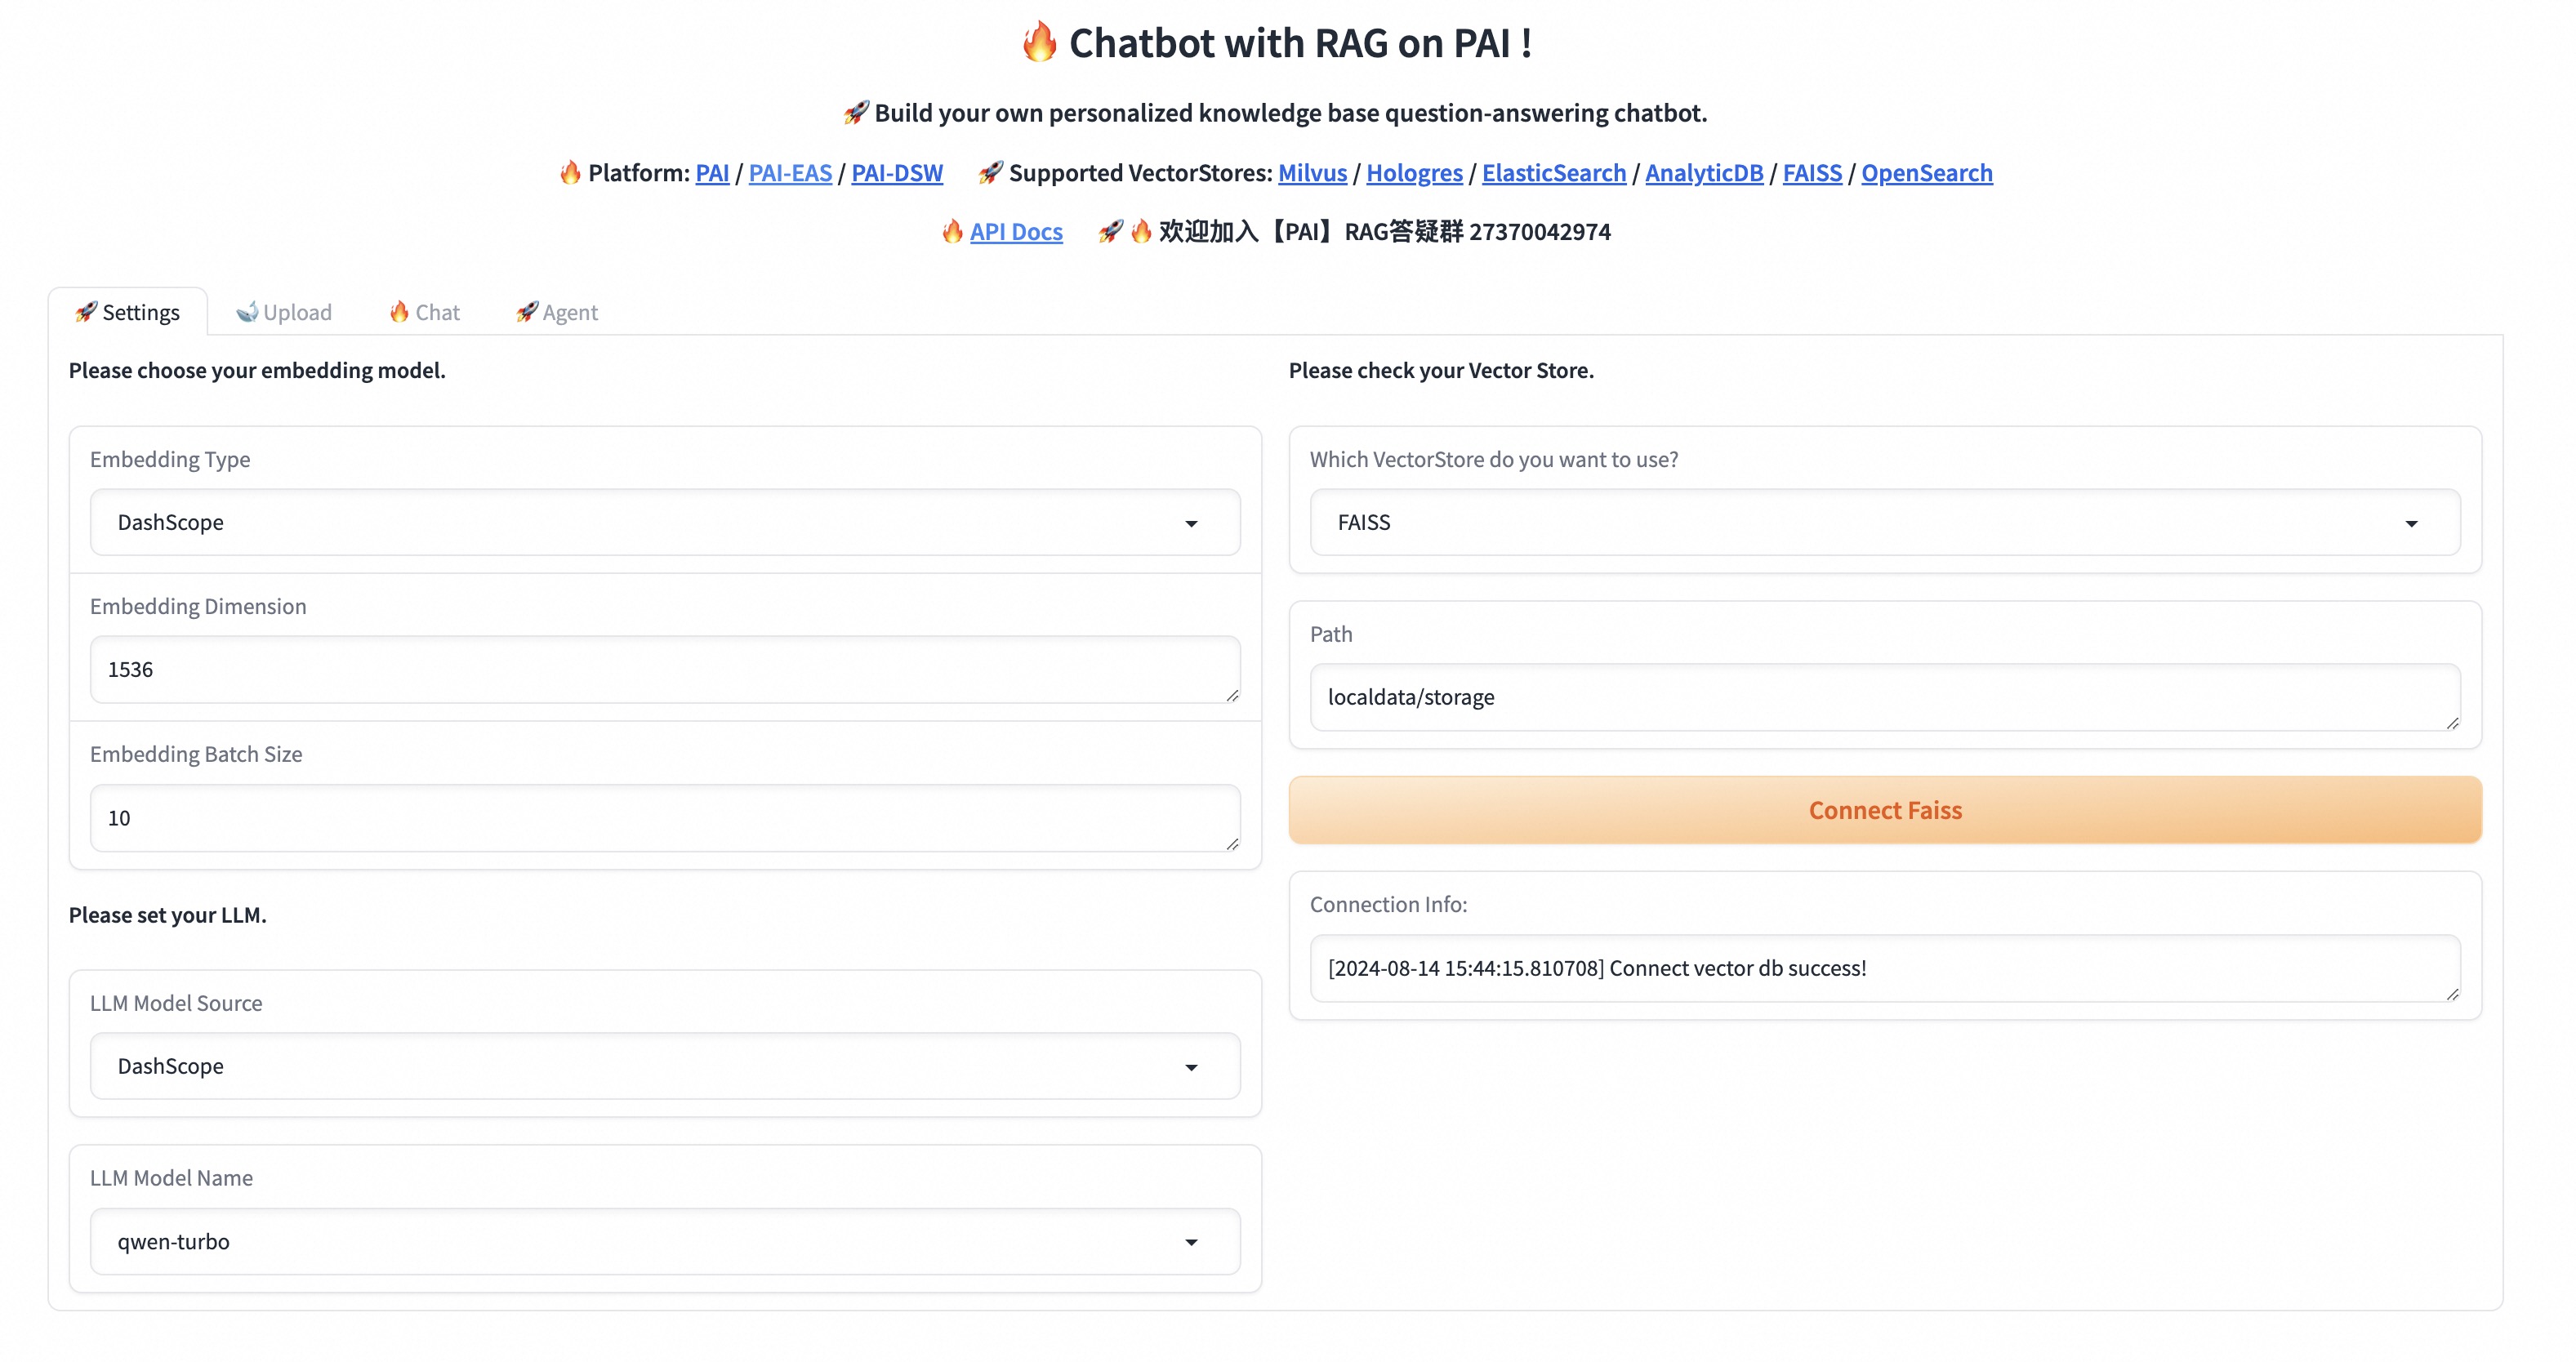 🔥 Chatbot with RAG on PAI !
🚀 Build your own personalized knowledge base question-answering chatbot.
🔥 Platform: PAI / PAI-EAS / PAI-DSW 🚀 Supported VectorStores: Milvus / Hologres / ElasticSearch / AnalyticDB / FAISS / OpenSearch
🔥 API Docs 🚀 🔥 欢迎加入【PAI】RAG答疑群 27370042974
🚀 Settings 🐳 Upload 🔥 Chat 🚀 Agent
Please choose your embedding model.
Embedding Type
DashScope
Embedding Dimension
1536
Embedding Batch Size
10
Please set your LLM.
LLM Model Source
DashScope
LLM Model Name
qwen-turbo
Please check your Vector Store.
Which VectorStore do you want to use?
FAISS
Path
localdata/storage
Connect Faiss
Connection Info:
[2024-08-14 15:44:15.810708] Connect vector db success!